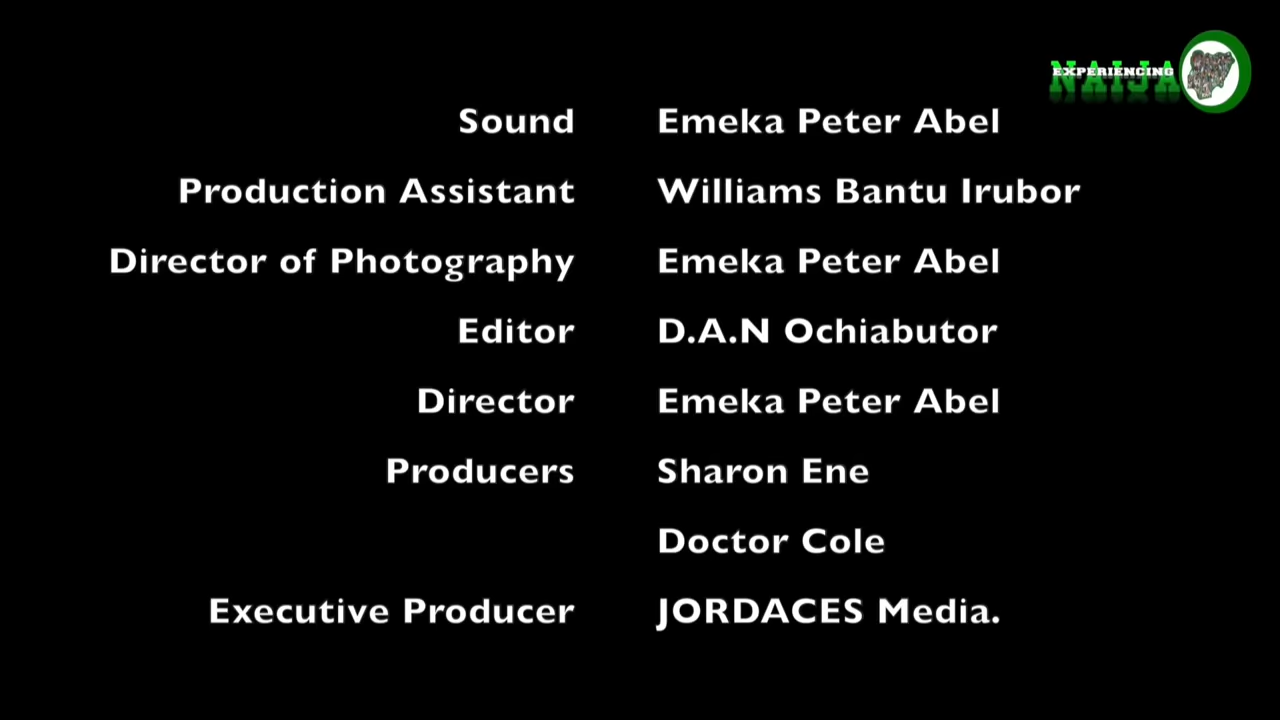 EXPERIENCING
NAIJA
Sound Emeka Peter Abel
Production Assistant Williams Bantu Irubor
Director of Photography Emeka Peter Abel
Editor D.A.N Ochiabutor
Director Emeka Peter Abel
Producers Sharon Ene
Doctor Cole
Executive Producer JORDACES Media.